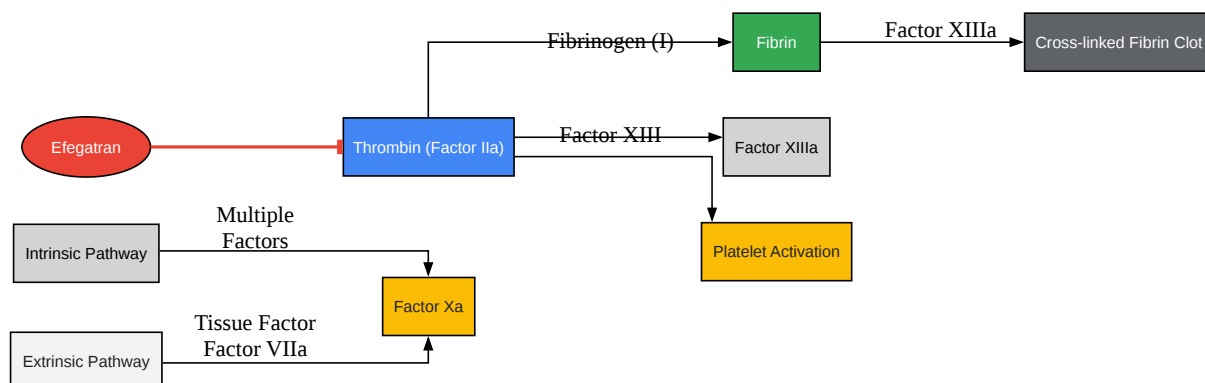 Fibrinogen (I)
Fibrin
Factor XIIIa
Cross-linked Fibrin Clot
Efegatran
Thrombin (Factor IIa)
Factor XIII
Factor XIIIa
Multiple
Factors
Intrinsic Pathway
Platelet Activation
Factor Xa
Tissue Factor
Factor VIIa
Extrinsic Pathway